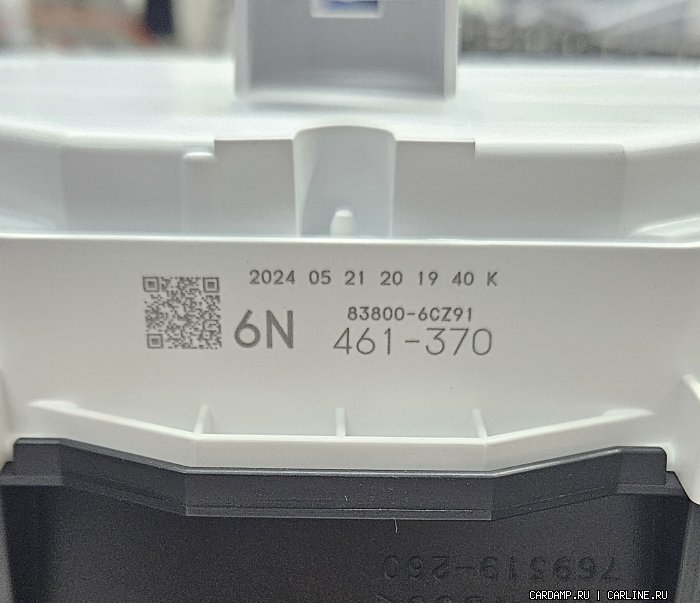 2024 05 21 20 19 40 K
6N
83800-6CZ91
461-370
769519-260
CARDAMP.RU | CARLINE.RU